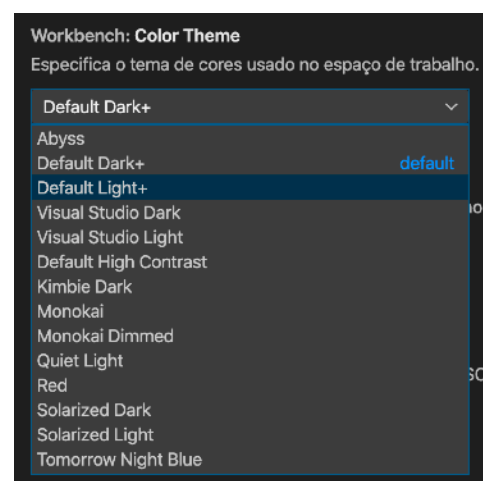 Workbench: Color Theme
Especifica o tema de cores usado no espaço de trabalho.
Default Dark+
Abyss
Default Dark+ default
Default Light+
Visual Studio Dark
Visual Studio Light
Default High Contrast
Kimbie Dark
Monokai
Monokai Dimmed
Quiet Light
Red
Solarized Dark
Solarized Light
Tomorrow Night Blue